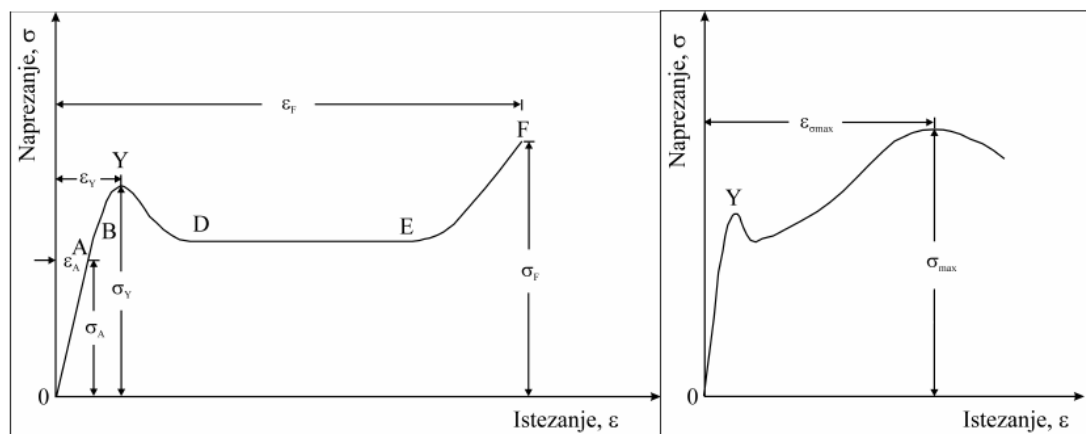 Naprezanje, σ
ε_F
F
Y
ε_Y
D
E
B
A
ε_A
σ_F
σ_Y
σ_A
0
Istezanje, ε
Naprezanje, σ
ε_σmax
Y
σ_max
0
Istezanje, ε